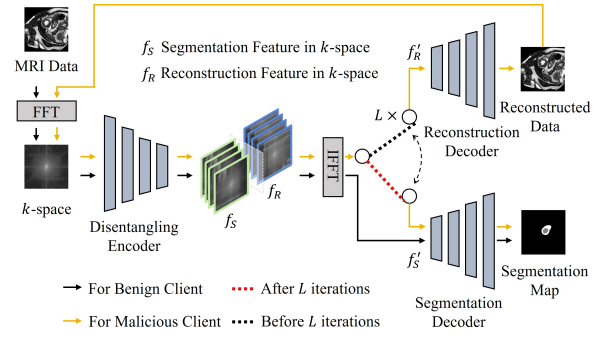 MRI Data
FFT
k-space
Disentangling
Encoder
f_S Segmentation Feature in k-space
f_R Reconstruction Feature in k-space
f_S
f_R
IFFT
L ×
f'_R
Reconstruction
Decoder
Reconstructed
Data
f'_S
Segmentation
Decoder
Segmentation
Map
For Benign Client
After L iterations
For Malicious Client
Before L iterations